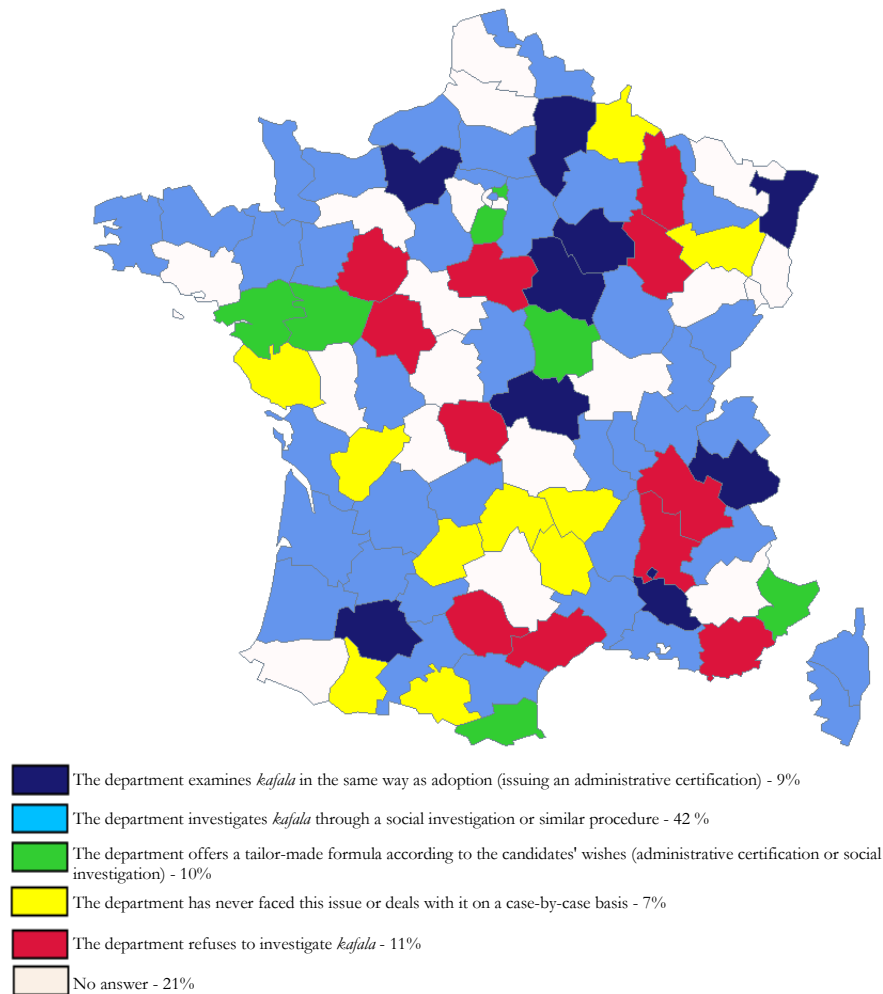 The department examines kafala in the same way as adoption (issuing an administrative certification) - 9%
The department investigates kafala through a social investigation or similar procedure - 42 %
The department offers a tailor-made formula according to the candidates' wishes (administrative certification or social
investigation) - 10%
The department has never faced this issue or deals with it on a case-by-case basis - 7%
The department refuses to investigate kafala - 11%
No answer - 21%